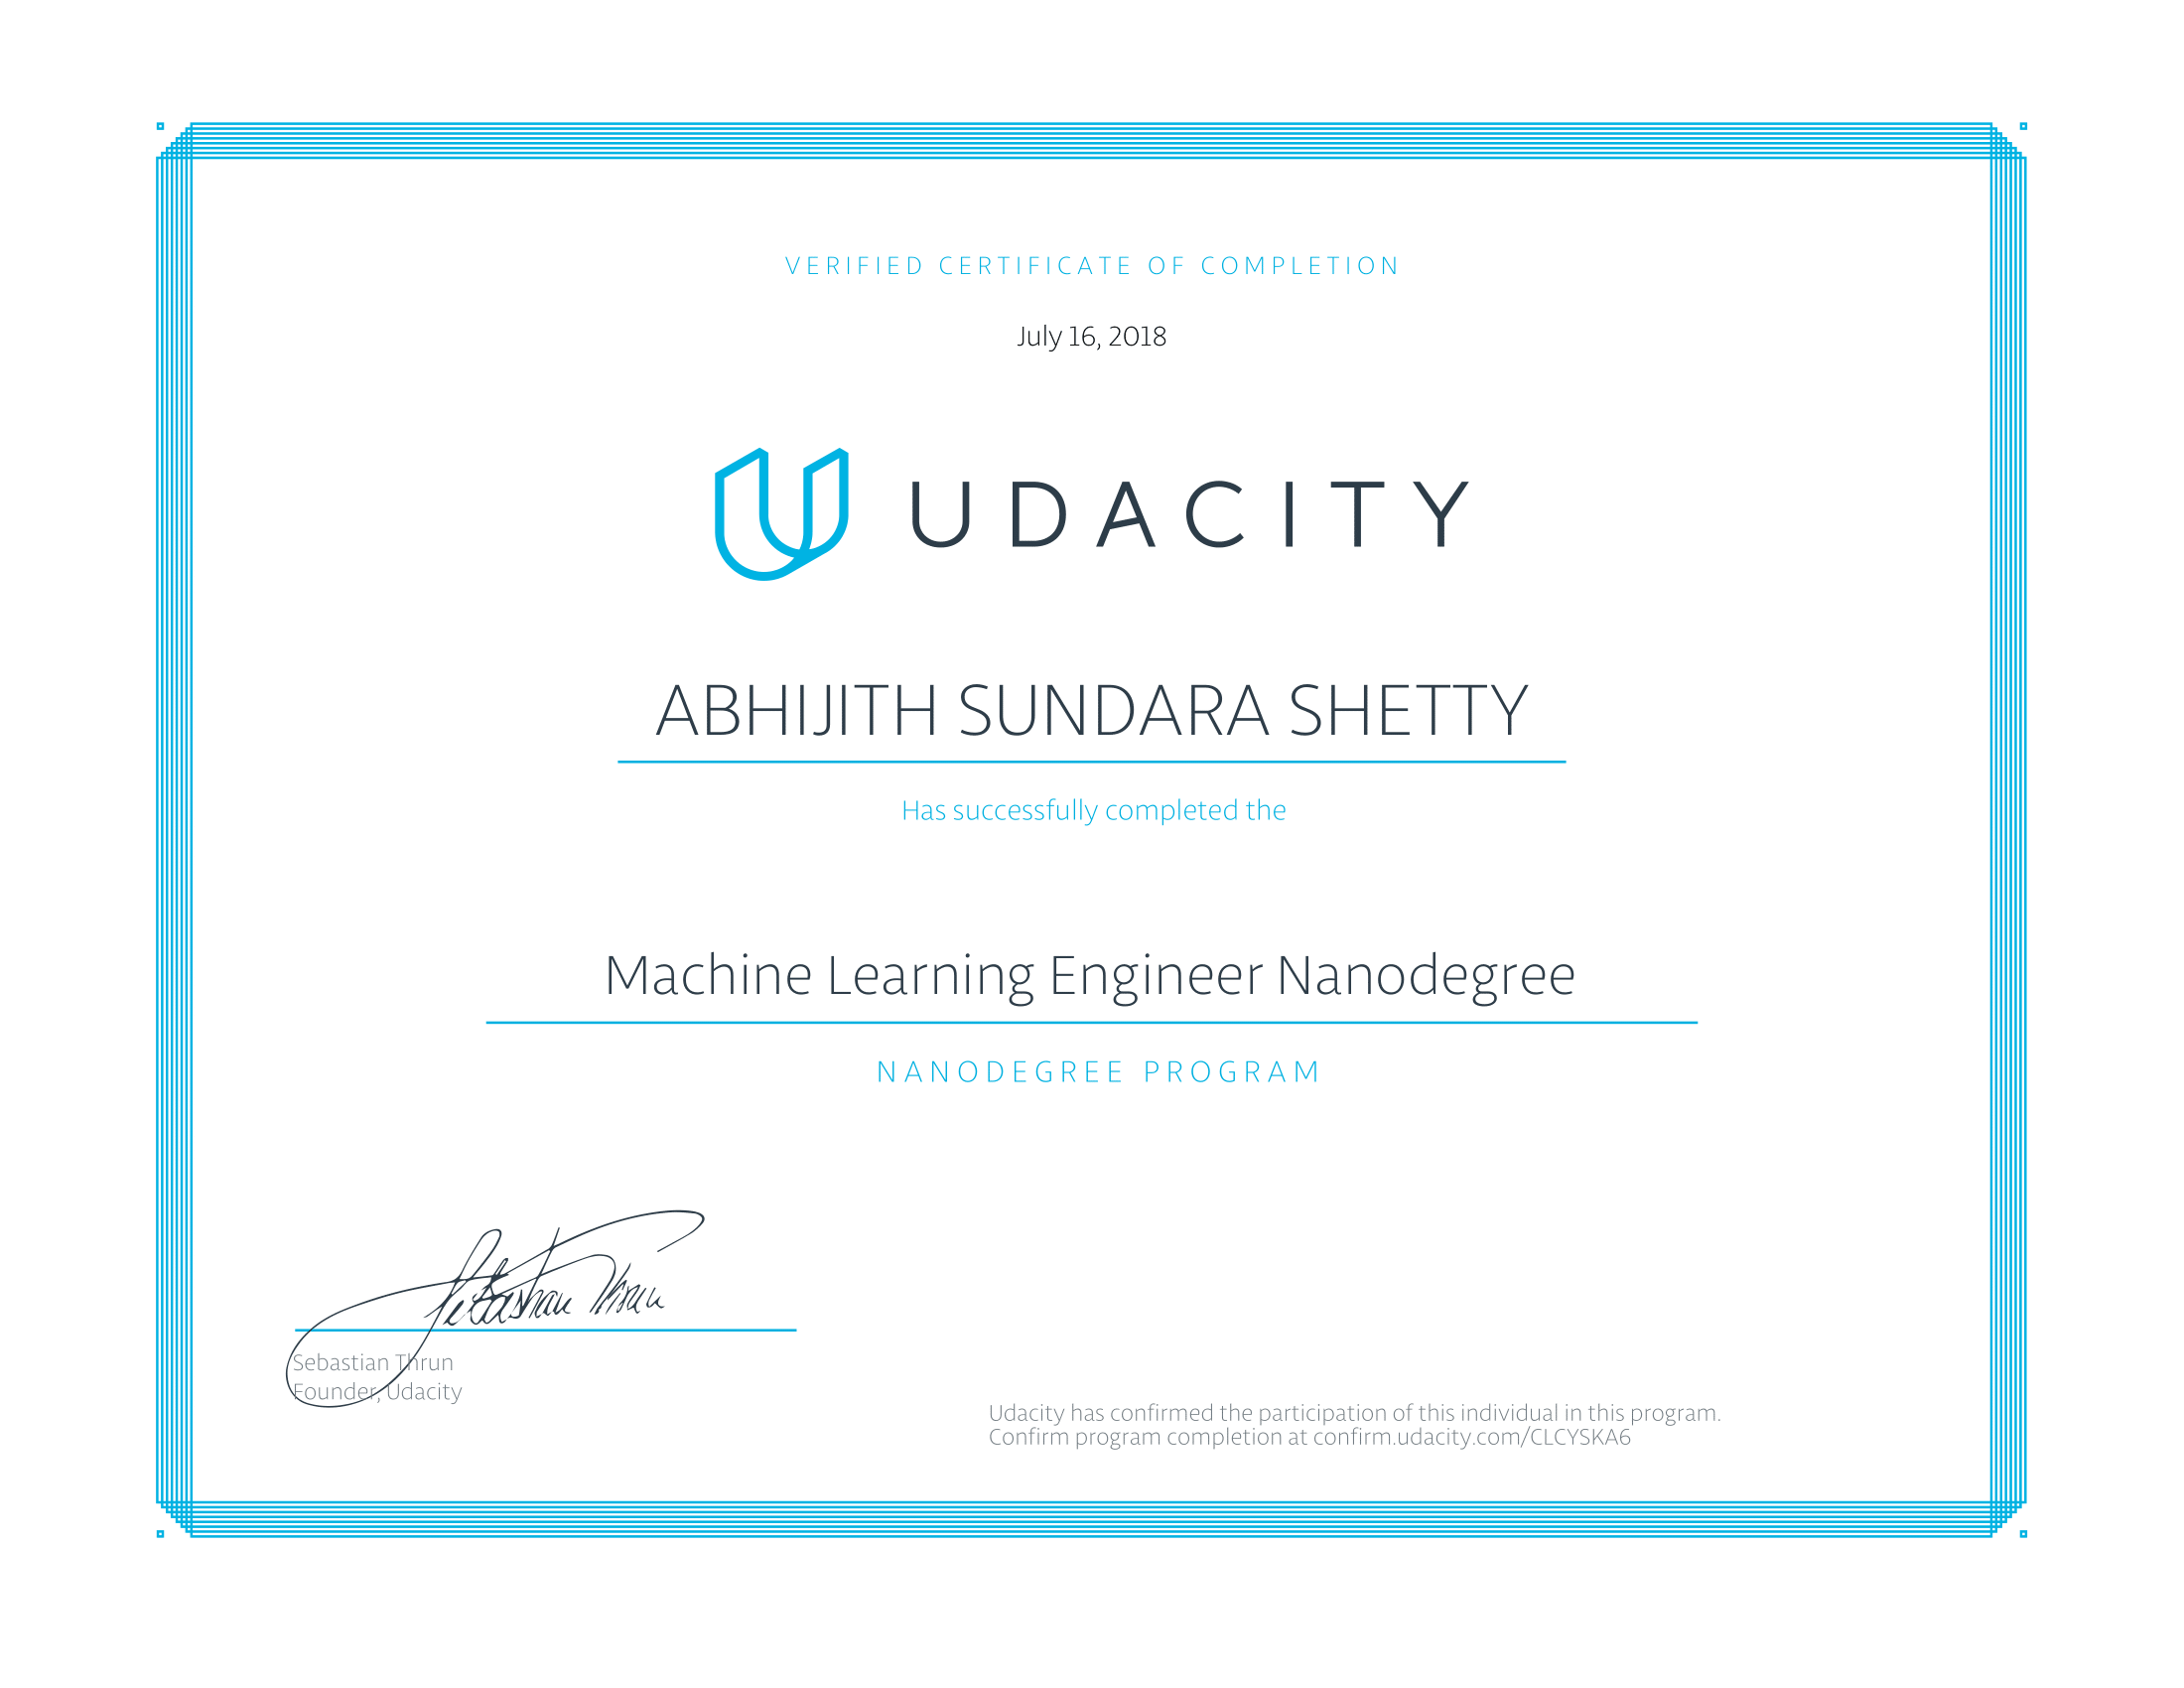 VERIFIED CERTIFICATE OF COMPLETION
July 16, 2018
UDACITY
ABHIJITH SUNDARA SHETTY
Has successfully completed the
Machine Learning Engineer Nanodegree
NANODEGREE PROGRAM
Sebastian Thrun
Sebastian Thrun
Founder, Udacity
Udacity has confirmed the participation of this individual in this program.
Confirm program completion at confirm.udacity.com/CLCYSKA6